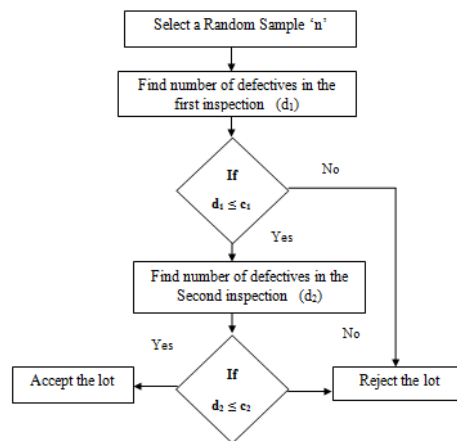 Select a Random Sample ‘n’
Find number of defectives in the
first inspection (d₁)
If
d₁ ≤ c₁
No
Yes
Find number of defectives in the
Second inspection (d₂)
Yes
No
If
d₂ ≤ c₂
Accept the lot
Reject the lot